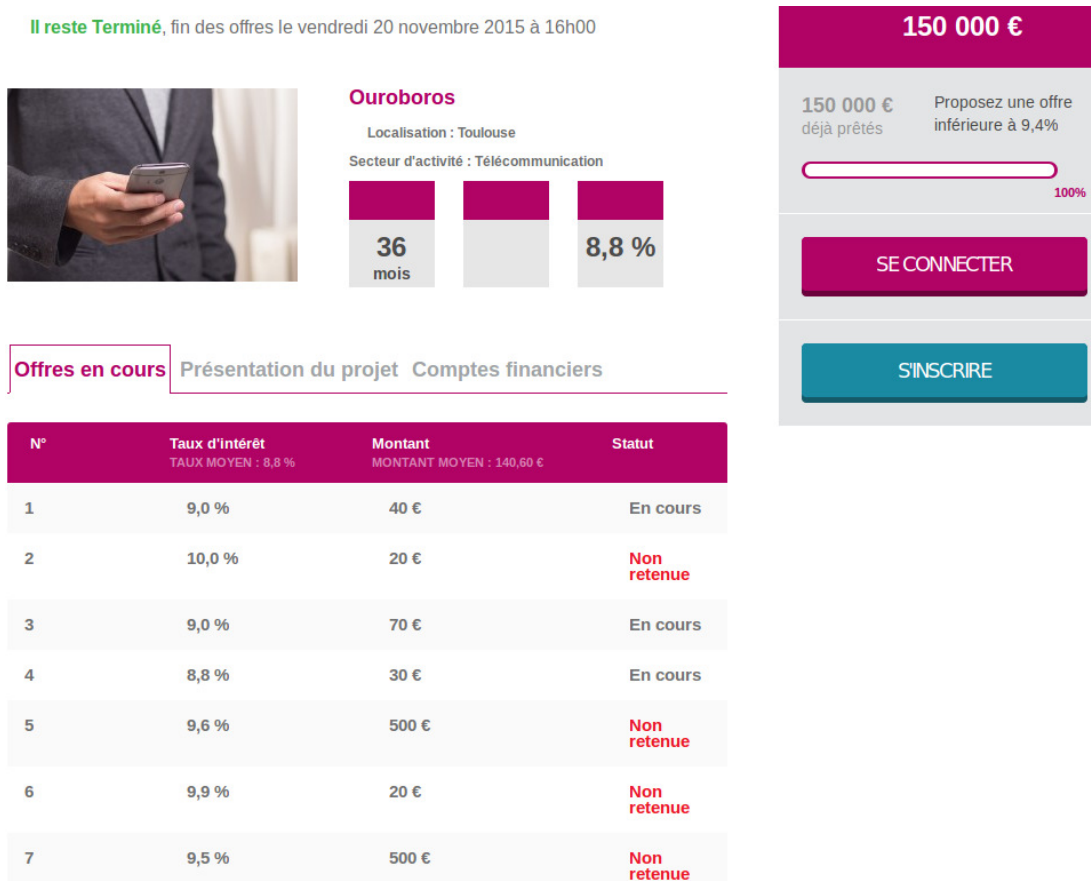 Il reste Terminé, fin des offres le vendredi 20 novembre 2015 à 16h00
Ouroboros
Localisation : Toulouse
Secteur d'activité : Télécommunication
36
mois
8,8 %
150 000 €
150 000 €
déjà prêtés
Proposez une offre
inférieure à 9,4%
100%
SE CONNECTER
S'INSCRIRE
Offres en cours Présentation du projet Comptes financiers
N° Taux d'intérêt Montant Statut
TAUX MOYEN : 8,8 % MONTANT MOYEN : 140,60 €
1 9,0 % 40 € En cours
2 10,0 % 20 € Non
retenue
3 9,0 % 70 € En cours
4 8,8 % 30 € En cours
5 9,6 % 500 € Non
retenue
6 9,9 % 20 € Non
retenue
7 9,5 % 500 € Non
retenue